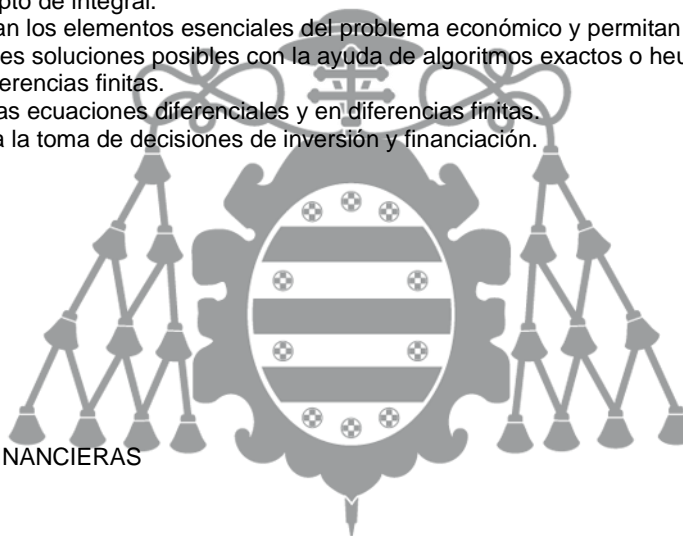 pto de integral.
an los elementos esenciales del problema económico y permitan
es soluciones posibles con la ayuda de algoritmos exactos o heu
erencias finitas.
as ecuaciones diferenciales y en diferencias finitas.
a la toma de decisiones de inversión y financiación.
NANCIERAS